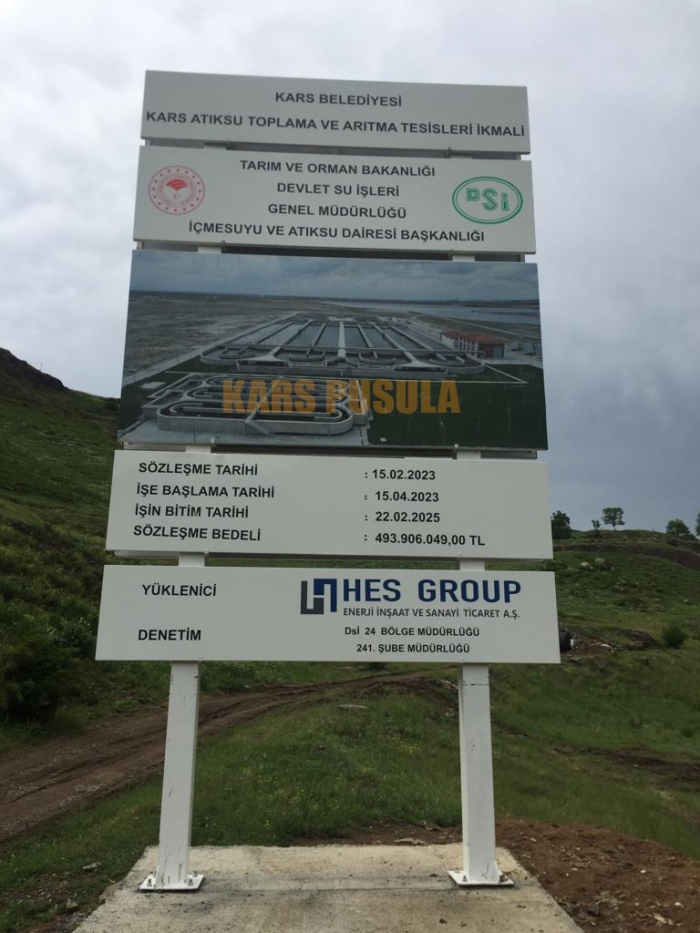 KARS BELEDİYESİ
KARS ATIKSU TOPLAMA VE ARITMA TESİSLERİ İKMALİ
TARIM VE ORMAN BAKANLIĞI
DEVLET SU İŞLERİ
GENEL MÜDÜRLÜĞÜ
İÇMESUYU VE ATIKSU DAİRESİ BAŞKANLIĞI
DSİ
KARS PUSULA
SÖZLEŞME TARİHİ : 15.02.2023
İŞE BAŞLAMA TARİHİ : 15.04.2023
İŞİN BİTİM TARİHİ : 22.02.2025
SÖZLEŞME BEDELİ : 493.906.049,00 TL
YÜKLENİCİ HES GROUP
ENERJİ İNŞAAT VE SANAYİ TİCARET A.Ş.
DENETİM Dsİ 24 BÖLGE MÜDÜRLÜĞÜ
241. ŞUBE MÜDÜRLÜĞÜ